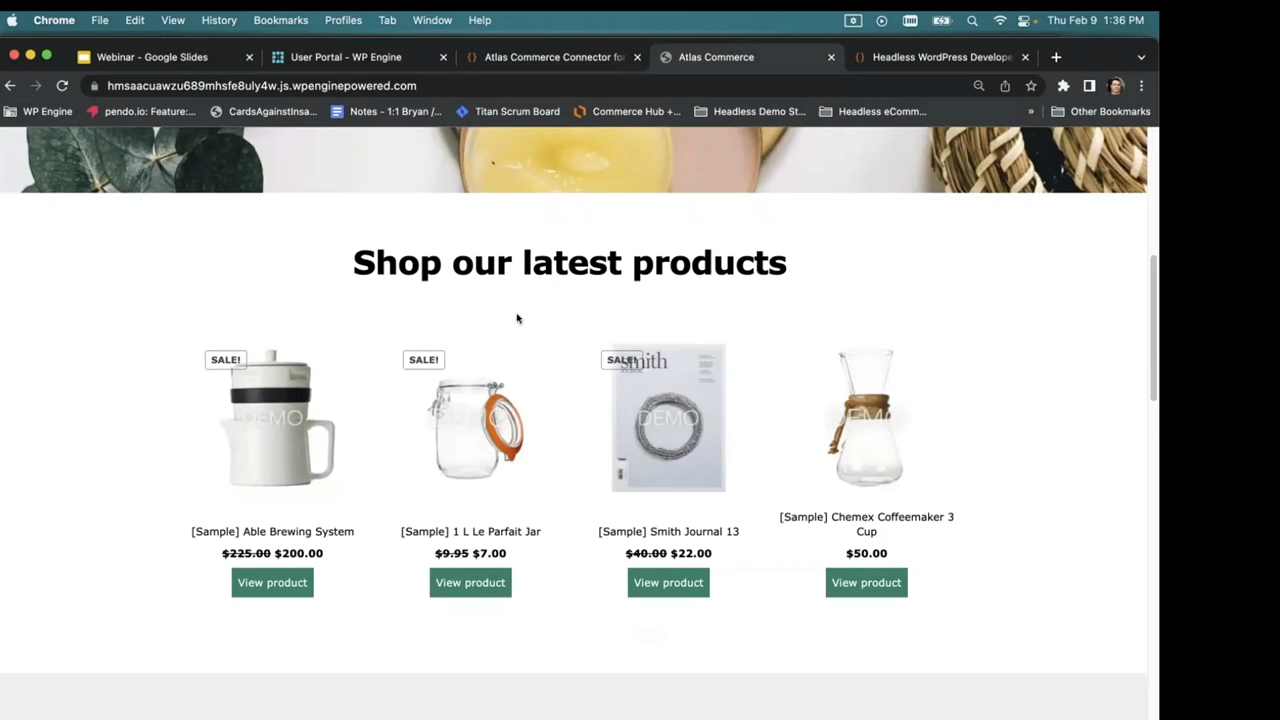 Chrome File Edit View History Bookmarks Profiles Tab Window Help Thu Feb 9 1:36 PM
Webinar – Google Slides User Portal - WP Engine Atlas Commerce Connector for Atlas Commerce Headless WordPress Develope
hmsaacuawzu689mhsfe8uly4w.js.wpenginepowered.com
WP Engine pendo.io: Feature:... CardsAgainstInsa... Notes - 1:1 Bryan /... Titan Scrum Board Commerce Hub +... Headless Demo St... Headless eComm... » Other Bookmarks
Shop our latest products
SALE! SALE! SALE! smith
DEMO DEMO DEMO DEMO
[Sample] Able Brewing System [Sample] 1 L Le Parfait Jar [Sample] Smith Journal 13 [Sample] Chemex Coffeemaker 3
Cup
$225.00 $200.00 $9.95 $7.00 $40.00 $22.00 $50.00
View product View product View product View product